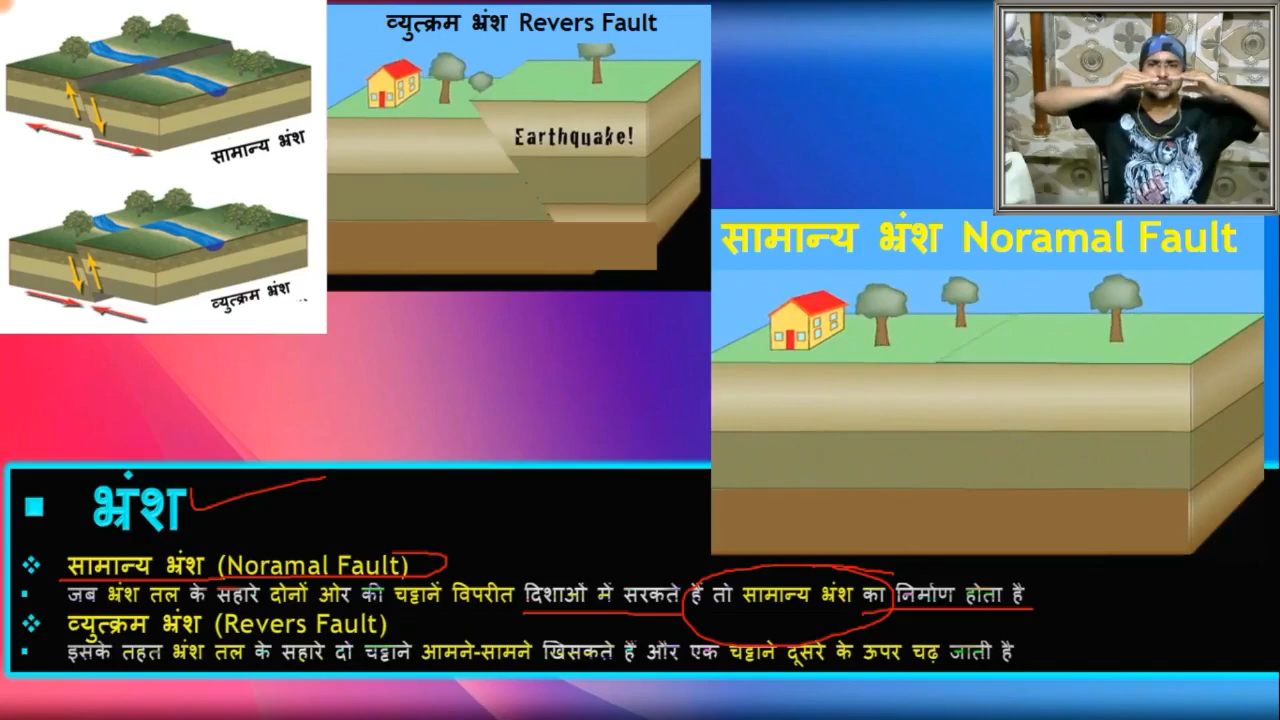 व्युत्क्रम भ्रंश Revers Fault
Earthquake!
सामान्य भ्रंश
व्युत्क्रम भ्रंश
सामान्य भ्रंश Noramal Fault
भ्रंश
सामान्य भ्रंश (Noramal Fault)
जब भ्रंश तल के सहारे दोनों ओर की चट्टानें विपरीत दिशाओं में सरकते हैं तो सामान्य भ्रंश का निर्माण होता है
व्युत्क्रम भ्रंश (Revers Fault)
इसके तहत भ्रंश तल के सहारे दो चट्टाने आमने-सामने खिसकते हैं और एक चट्टाने दूसरे के ऊपर चढ़ जाती है